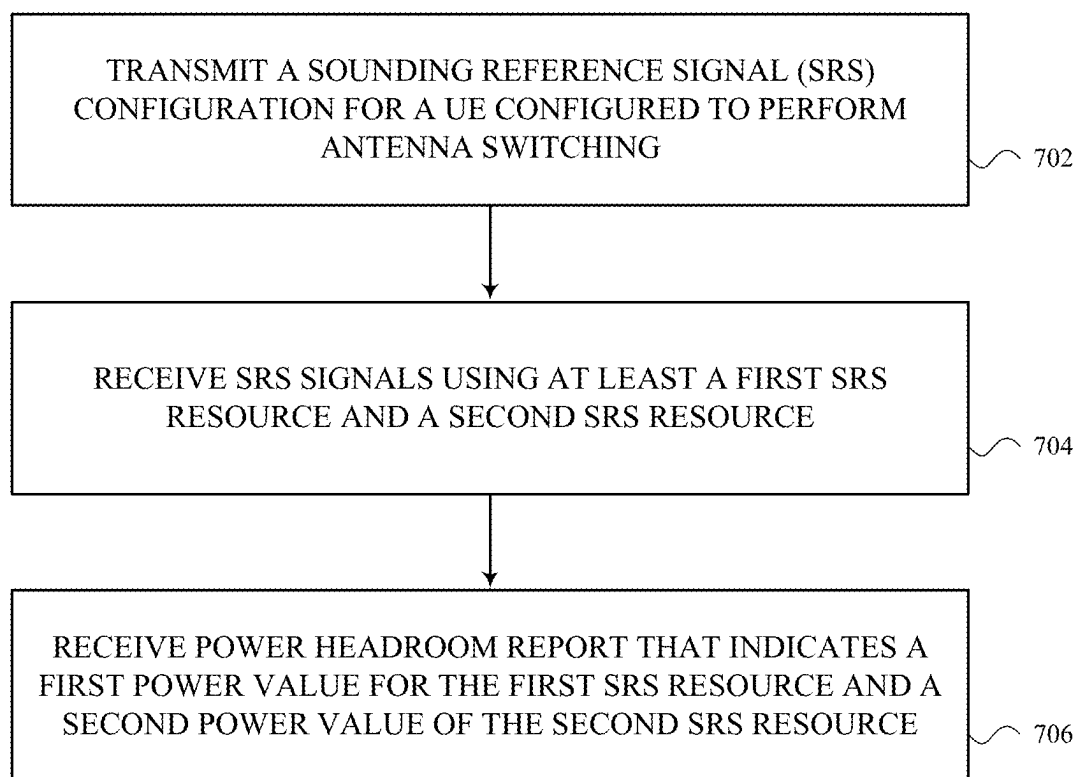 TRANSMIT A SOUNDING REFERENCE SIGNAL (SRS)
CONFIGURATION FOR A UE CONFIGURED TO PERFORM
ANTENNA SWITCHING
702
RECEIVE SRS SIGNALS USING AT LEAST A FIRST SRS
RESOURCE AND A SECOND SRS RESOURCE
704
RECEIVE POWER HEADROOM REPORT THAT INDICATES A
FIRST POWER VALUE FOR THE FIRST SRS RESOURCE AND A
SECOND POWER VALUE OF THE SECOND SRS RESOURCE
706